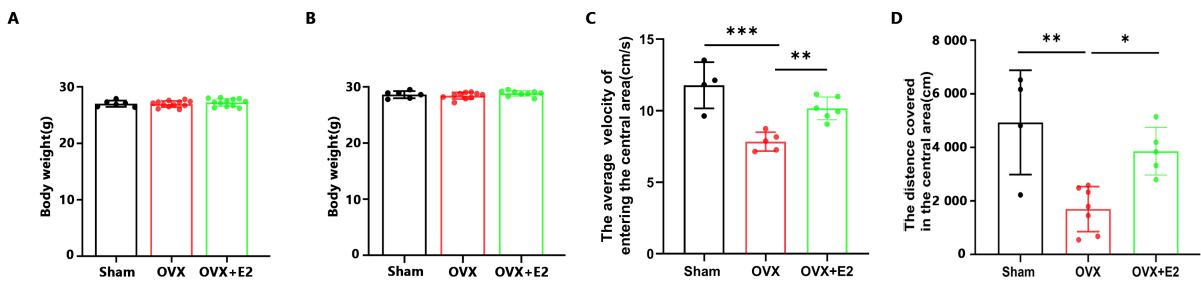 A
Body weight(g)
30
20
10
0
Sham
OVX
OVX+E2
B
Body weight(g)
30
20
10
0
Sham
OVX
OVX+E2
C
The average velocity of
entering the central area(cm/s)
15
10
5
0
***
**
Sham
OVX
OVX+E2
D
The distence covered
in the central area(cm)
8 000
6 000
4 000
2 000
0
**
*
Sham
OVX
OVX+E2